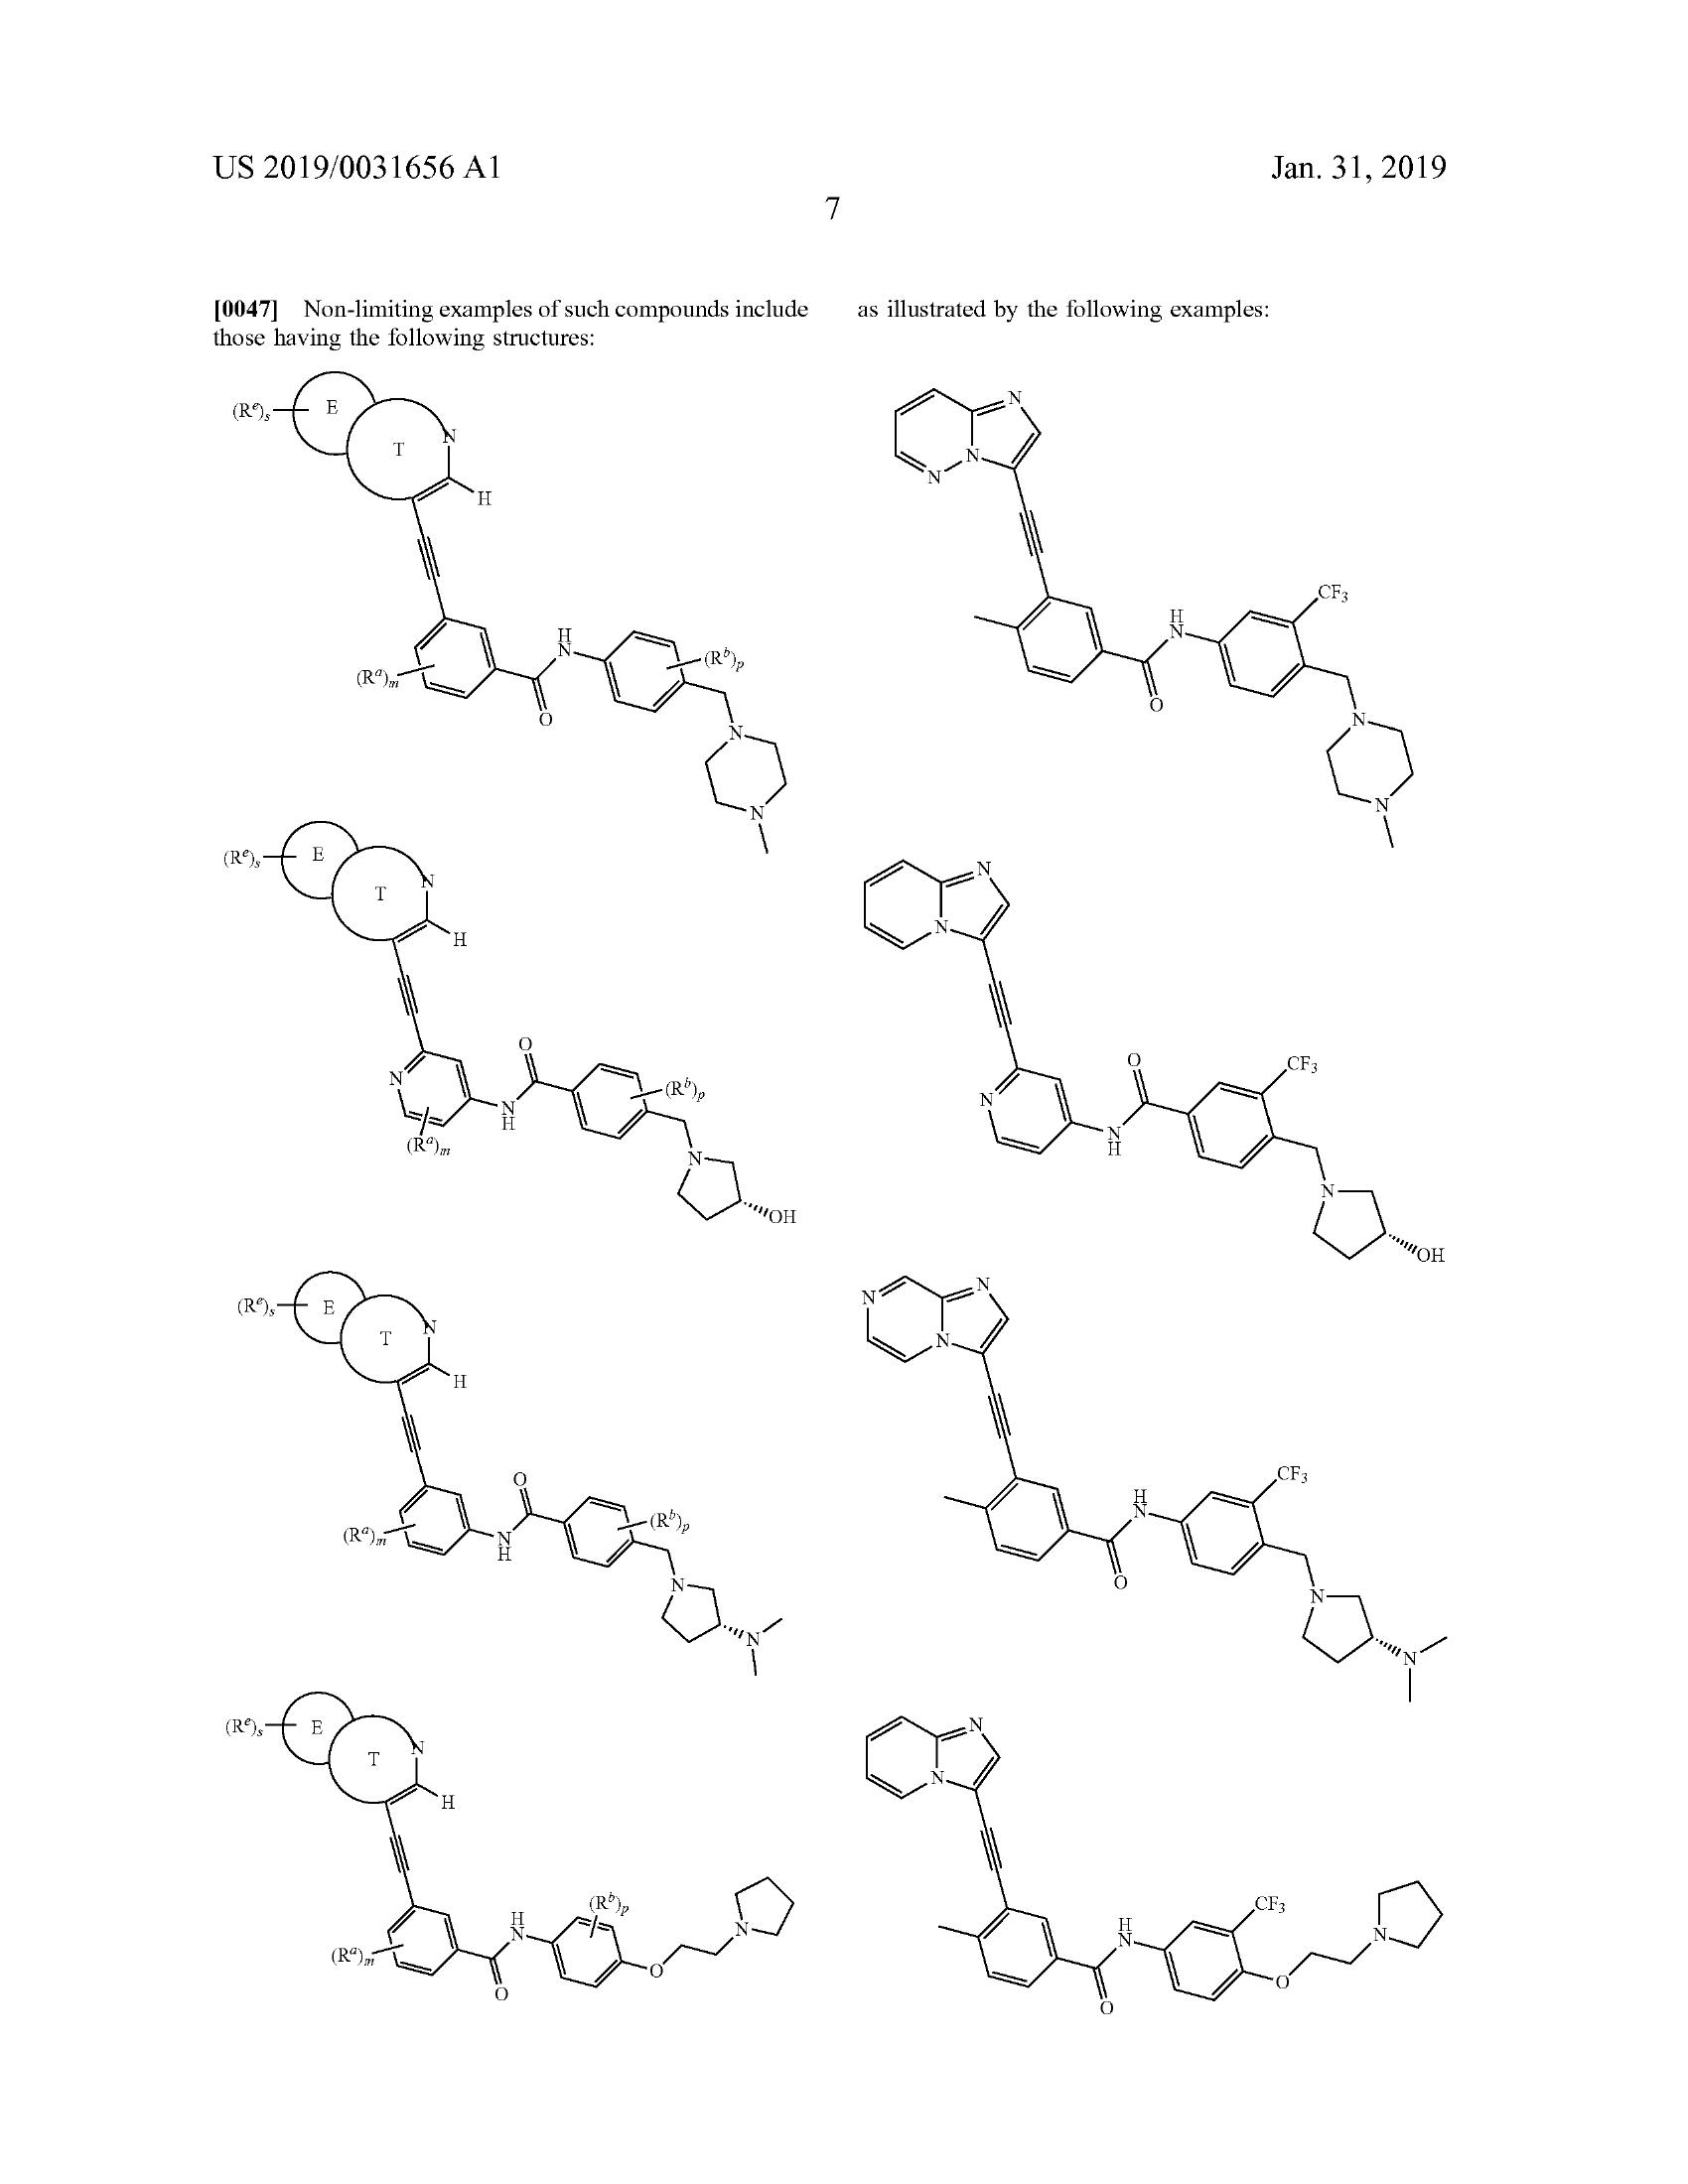 US 2019/0031656 A1
Jan. 31, 2019
7
[0047] Non-limiting examples of such compounds include
those having the following structures:
as illustrated by the following examples:
(Rᵉ)ₛ E T N H
(Rᵃ)ₘ H N O (Rᵇ)ₚ N N
N N N
CF₃ H N O N N
(Rᵉ)ₛ E T N H
N (Rᵃ)ₘ O N H (Rᵇ)ₚ N OH
N N
N O N H CF₃ N OH
(Rᵉ)ₛ E T N H
(Rᵃ)ₘ O N H (Rᵇ)ₚ N N
N N N
H N O CF₃ N N
(Rᵉ)ₛ E T N H
(Rᵃ)ₘ H N O (Rᵇ)ₚ O N
N N
H N O CF₃ O N